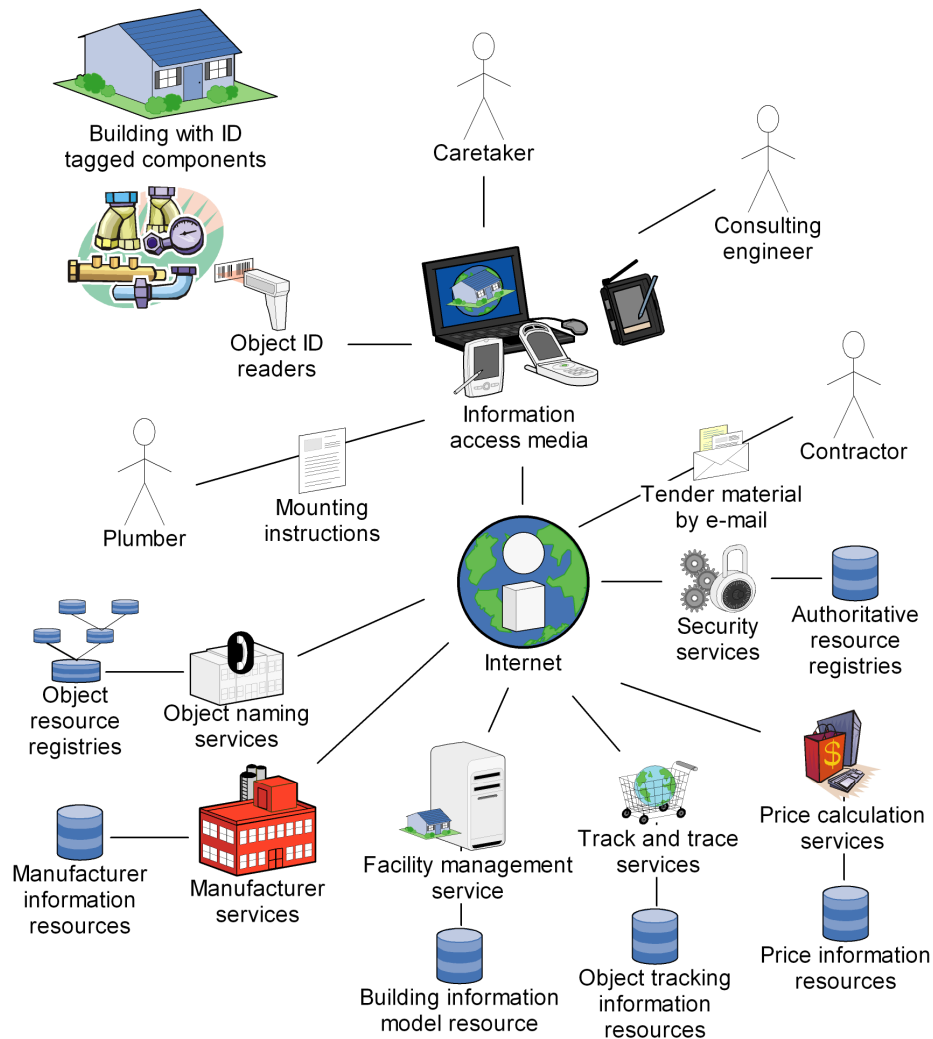 Building with ID
tagged components
Caretaker
Consulting
engineer
Object ID
readers
Information
access media
Contractor
Plumber
Mounting
instructions
Tender material
by e-mail
Internet
Security
services
Authoritative
resource
registries
Object
resource
registries
Object naming
services
Manufacturer
information
resources
Manufacturer
services
Facility management
service
Track and trace
services
Price calculation
services
$
Building information
model resource
Object tracking
information
resources
Price information
resources